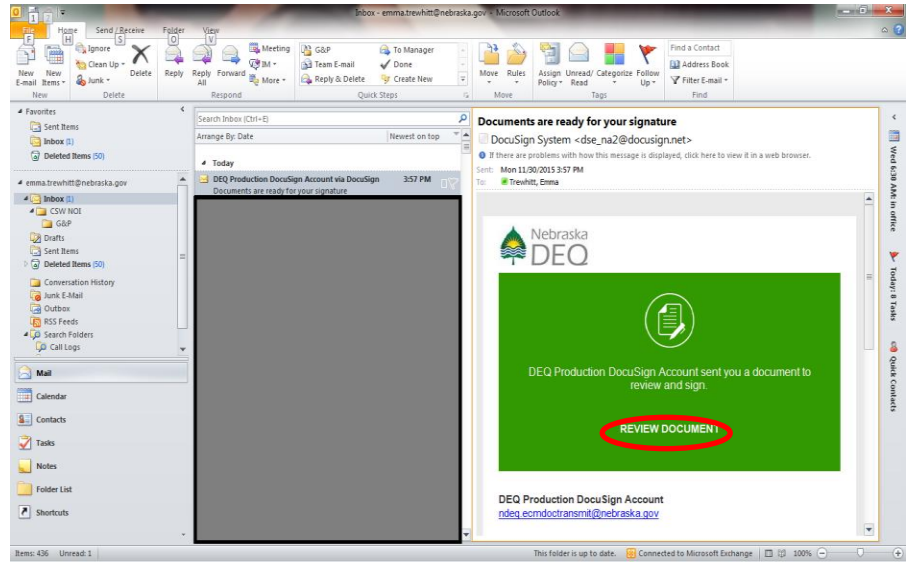 Inbox - emma.trewhitt@nebraska.gov - Microsoft Outlook
1 2
File Home Send / Receive Folder View
F H S O V
Ignore
Clean Up
Junk
New E-mail
New Items
Delete
Reply
Reply All
Forward
Meeting
IM
More
G&P
Team E-mail
Reply & Delete
To Manager
Done
Create New
Move
Rules
Assign Policy
Unread/ Read
Categorize
Follow Up
Find a Contact
Address Book
Filter E-mail
New Delete Respond Quick Steps Move Tags Find
Favorites
Sent Items
Inbox (1)
Deleted Items (50)
emma.trewhitt@nebraska.gov
Inbox (1)
CSW NOI
G&P
Drafts
Sent Items
Deleted Items (50)
Conversation History
Junk E-Mail
Outbox
RSS Feeds
Search Folders
Call Logs
Mail
Calendar
Contacts
Tasks
Notes
Folder List
Shortcuts
Search Inbox (Ctrl+E)
Arrange By: Date Newest on top
Today
DEQ Production DocuSign Account via DocuSign 3:57 PM
Documents are ready for your signature
Documents are ready for your signature
DocuSign System <dse_na2@docusign.net>
If there are problems with how this message is displayed, click here to view it in a web browser.
Sent: Mon 11/30/2015 3:57 PM
To: Trewhitt, Emma
Nebraska
DEQ
DEQ Production DocuSign Account sent you a document to
review and sign.
REVIEW DOCUMENT
DEQ Production DocuSign Account
ndeq.ecmdoctransmit@nebraska.gov
Wed 6:39 AM: in office
Today: 8 Tasks
Quick Contacts
Items: 436 Unread: 1
This folder is up to date. Connected to Microsoft Exchange 100%